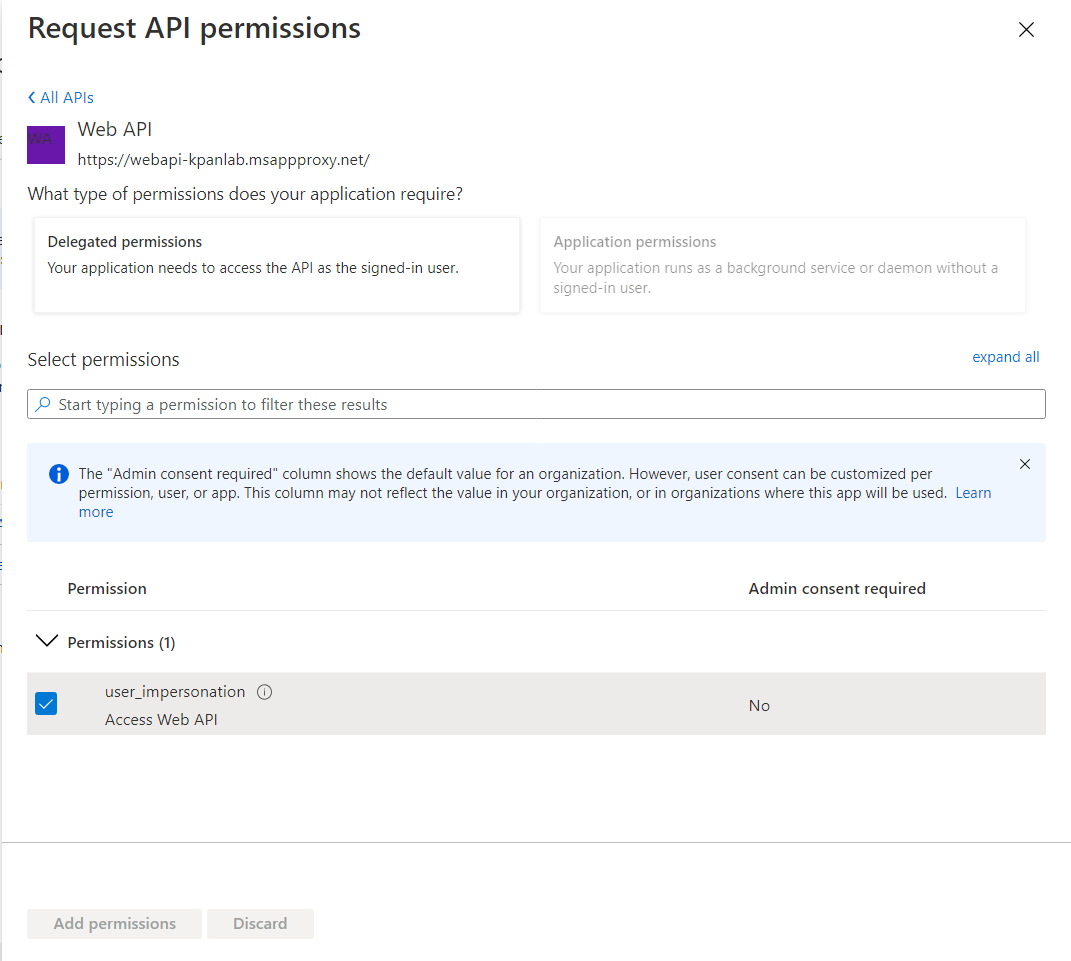 Request API permissions
All APIs
WA
Web API
https://webapi-kpanlab.msappproxy.net/
What type of permissions does your application require?
Delegated permissions
Your application needs to access the API as the signed-in user.
Application permissions
Your application runs as a background service or daemon without a
signed-in user.
Select permissions
expand all
Start typing a permission to filter these results
The "Admin consent required" column shows the default value for an organization. However, user consent can be customized per
permission, user, or app. This column may not reflect the value in your organization, or in organizations where this app will be used. Learn
more
Permission
Admin consent required
Permissions (1)
user_impersonation
Access Web API
No
Add permissions
Discard